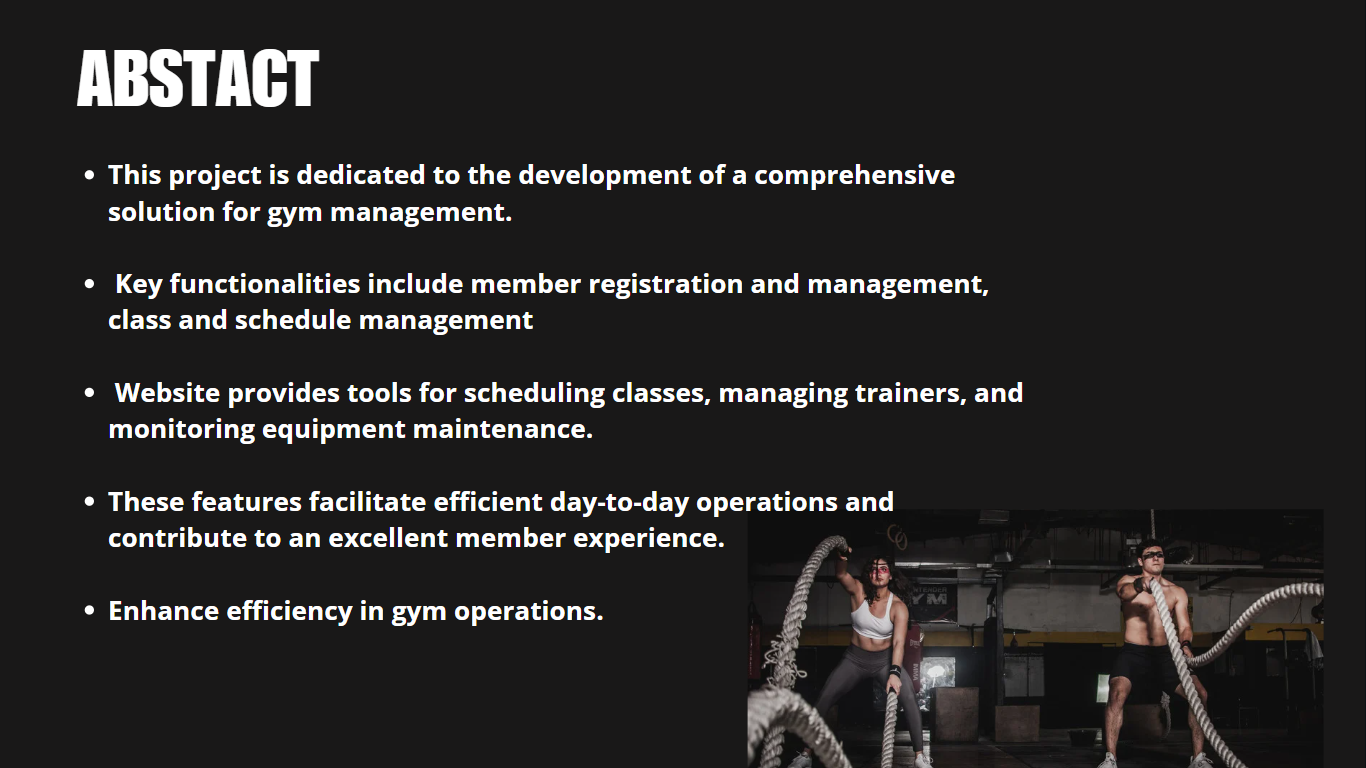 ABSTACT
• This project is dedicated to the development of a comprehensive
solution for gym management.
• Key functionalities include member registration and management,
class and schedule management
• Website provides tools for scheduling classes, managing trainers, and
monitoring equipment maintenance.
• These features facilitate efficient day-to-day operations and
contribute to an excellent member experience.
• Enhance efficiency in gym operations.